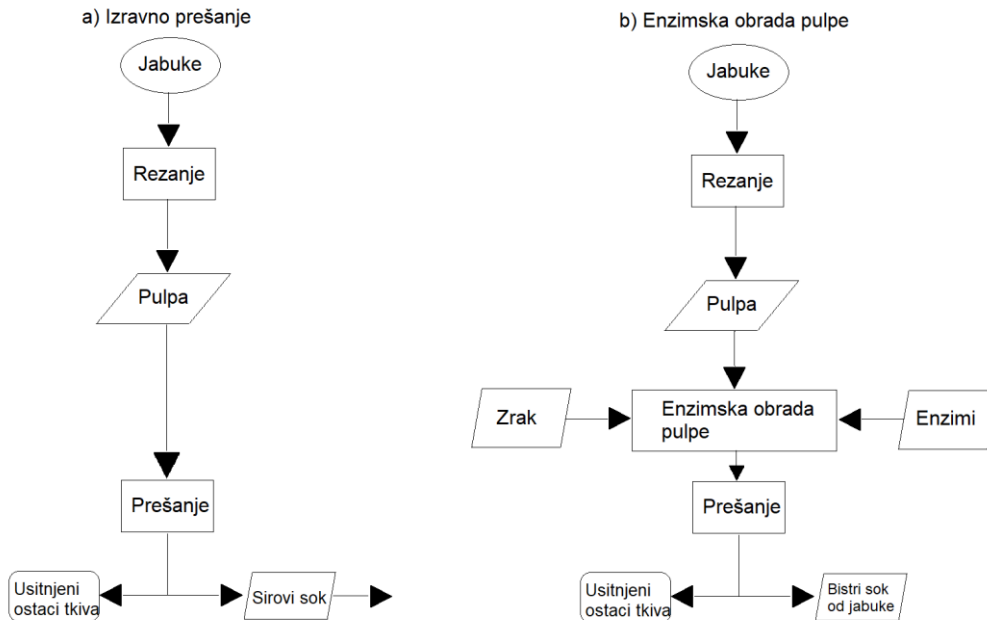 a) Izravno prešanje
Jabuke
Rezanje
Pulpa
Prešanje
Usitnjeni
ostaci tkiva
Sirovi sok
b) Enzimska obrada pulpe
Jabuke
Rezanje
Pulpa
Zrak
Enzimska obrada
pulpe
Enzimi
Prešanje
Usitnjeni
ostaci tkiva
Bistri sok
od jabuke